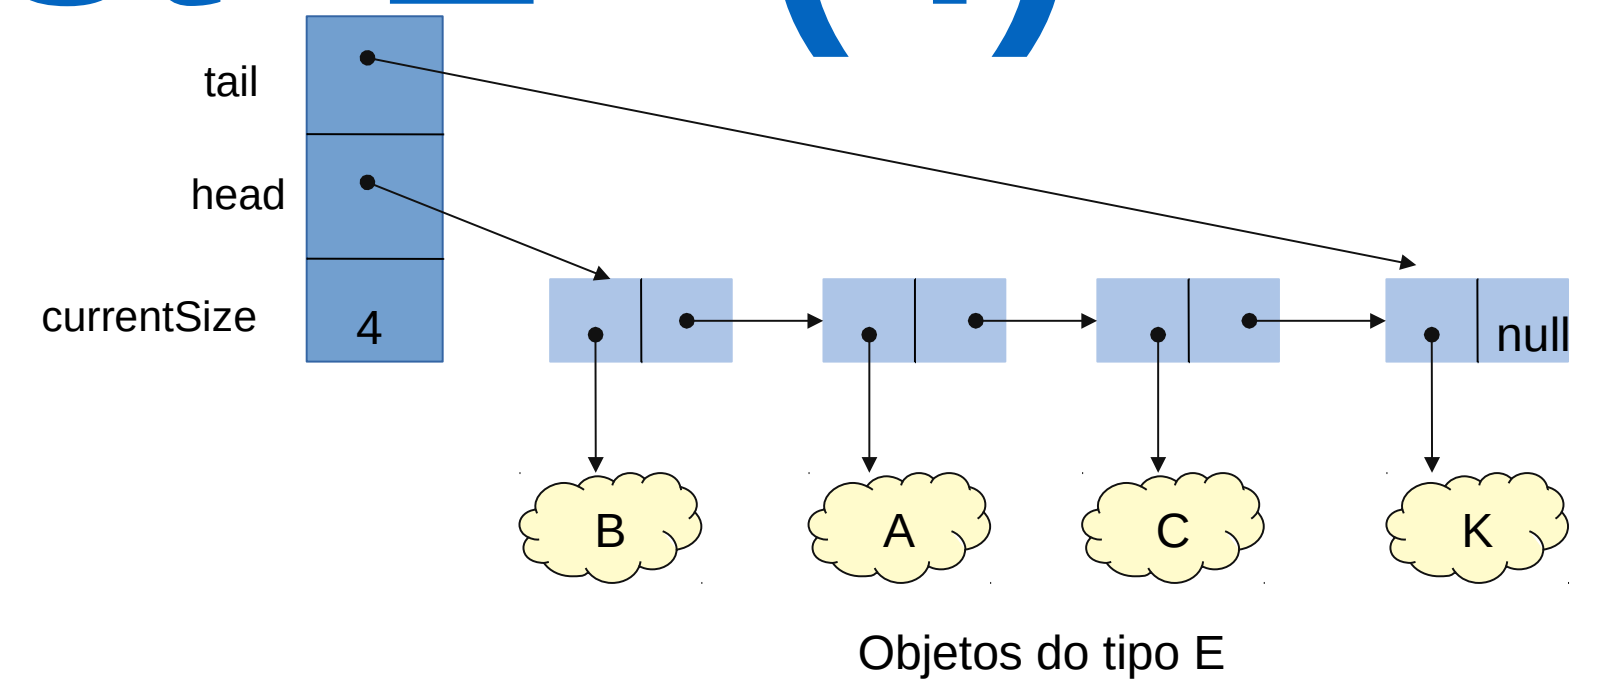 tail
head
currentSize
4
null
B
A
C
K
Objetos do tipo E